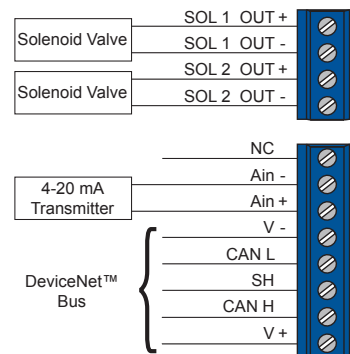 SOL 1 OUT +
Solenoid Valve
SOL 1 OUT -
SOL 2 OUT +
Solenoid Valve
SOL 2 OUT -
NC
Ain -
4-20 mA
Transmitter
Ain +
V -
CAN L
DeviceNet™
Bus
SH
CAN H
V +